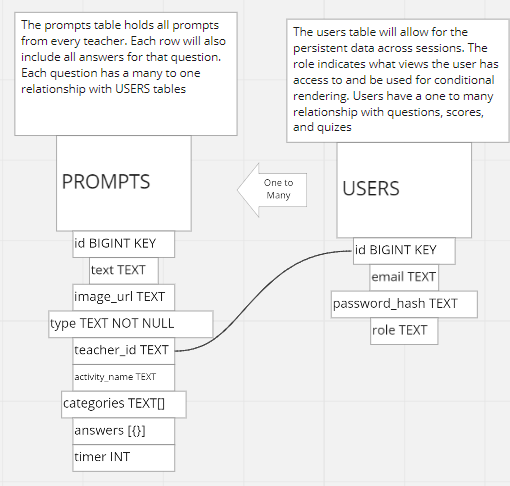 The prompts table holds all prompts
from every teacher. Each row will also
include all answers for that question.
Each question has a many to one
relationship with USERS tables
The users table will allow for the
persistent data across sessions. The
role indicates what views the user has
access to and be used for conditional
rendering. Users have a one to many
relationship with questions, scores,
and quizes
PROMPTS
One to
Many
USERS
id BIGINT KEY
text TEXT
image_url TEXT
type TEXT NOT NULL
teacher_id TEXT
activity_name TEXT
categories TEXT[]
answers [{}]
timer INT
id BIGINT KEY
email TEXT
password_hash TEXT
role TEXT